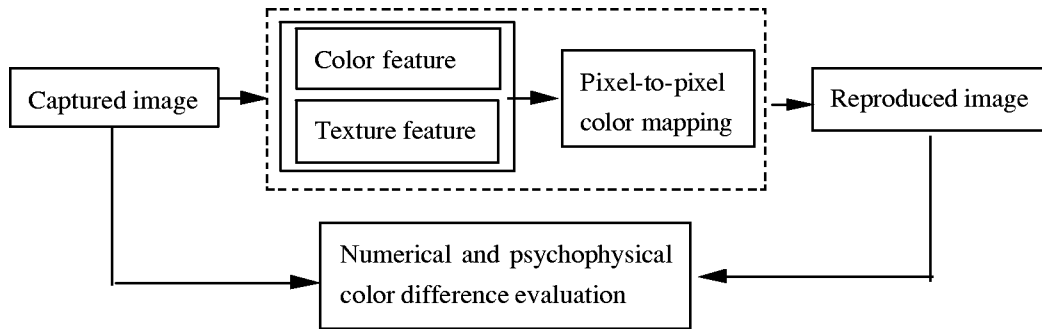 Color feature
Captured image
Texture feature
Pixel-to-pixel
color mapping
Reproduced image
Numerical and psychophysical
color difference evaluation